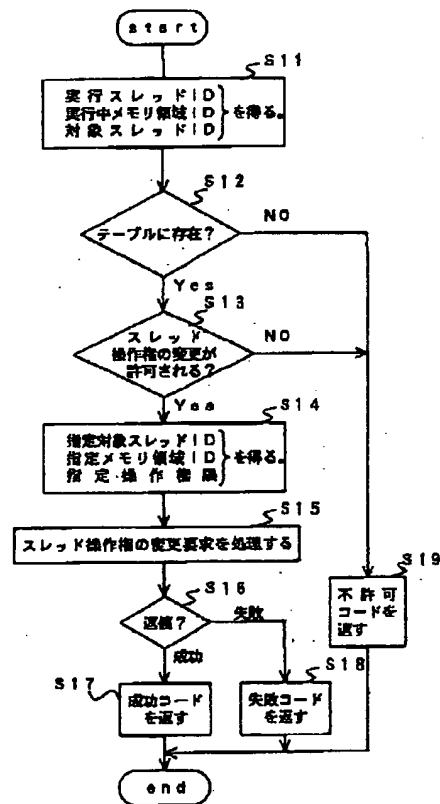 start
S11
実行スレッドID
実行中メモリ領域ID
対象スレッドID
を得る。
S12
テーブルに存在?
NO
Yes
S13
スレッド
操作権の変更が
許可される?
NO
Yes
S14
指定対象スレッドID
指定メモリ領域ID
指定操作権限
を得る。
S15
スレッド操作権の変更要求を処理する
S16
返値?
失敗
成功
S19
不許可
コードを
返す
S17
成功コード
を返す
S18
失敗コード
を返す
end